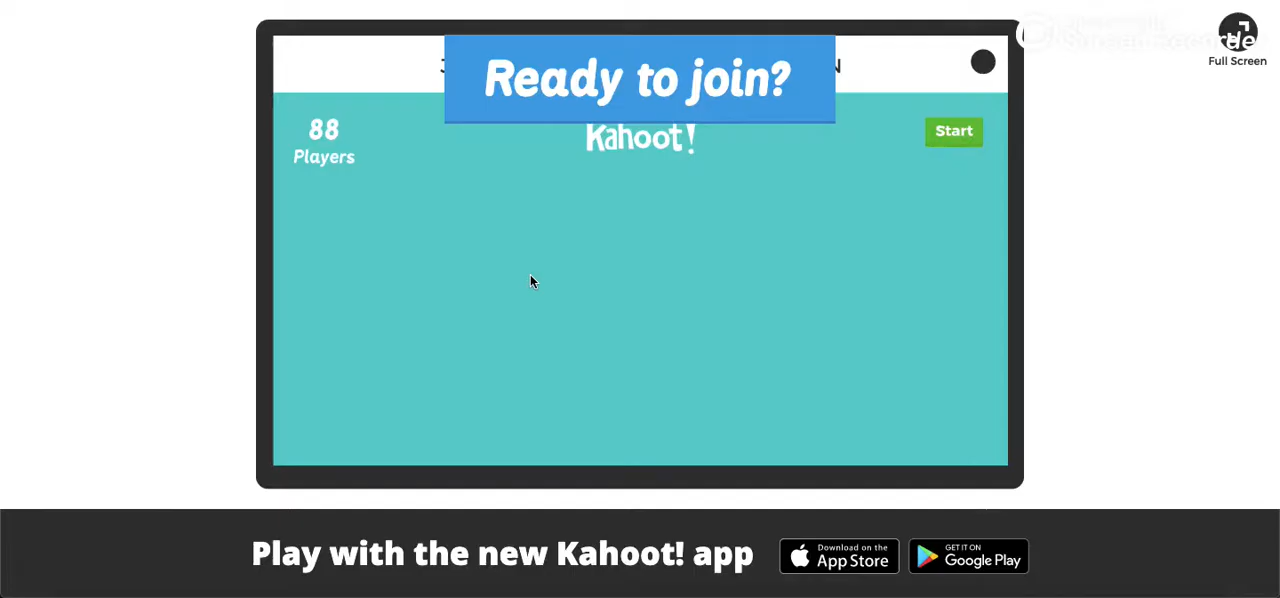 Ready to join?
88
Players
Kahoot!
Start
Full Screen
Play with the new Kahoot! app
Download on the
App Store
GET IT ON
Google Play